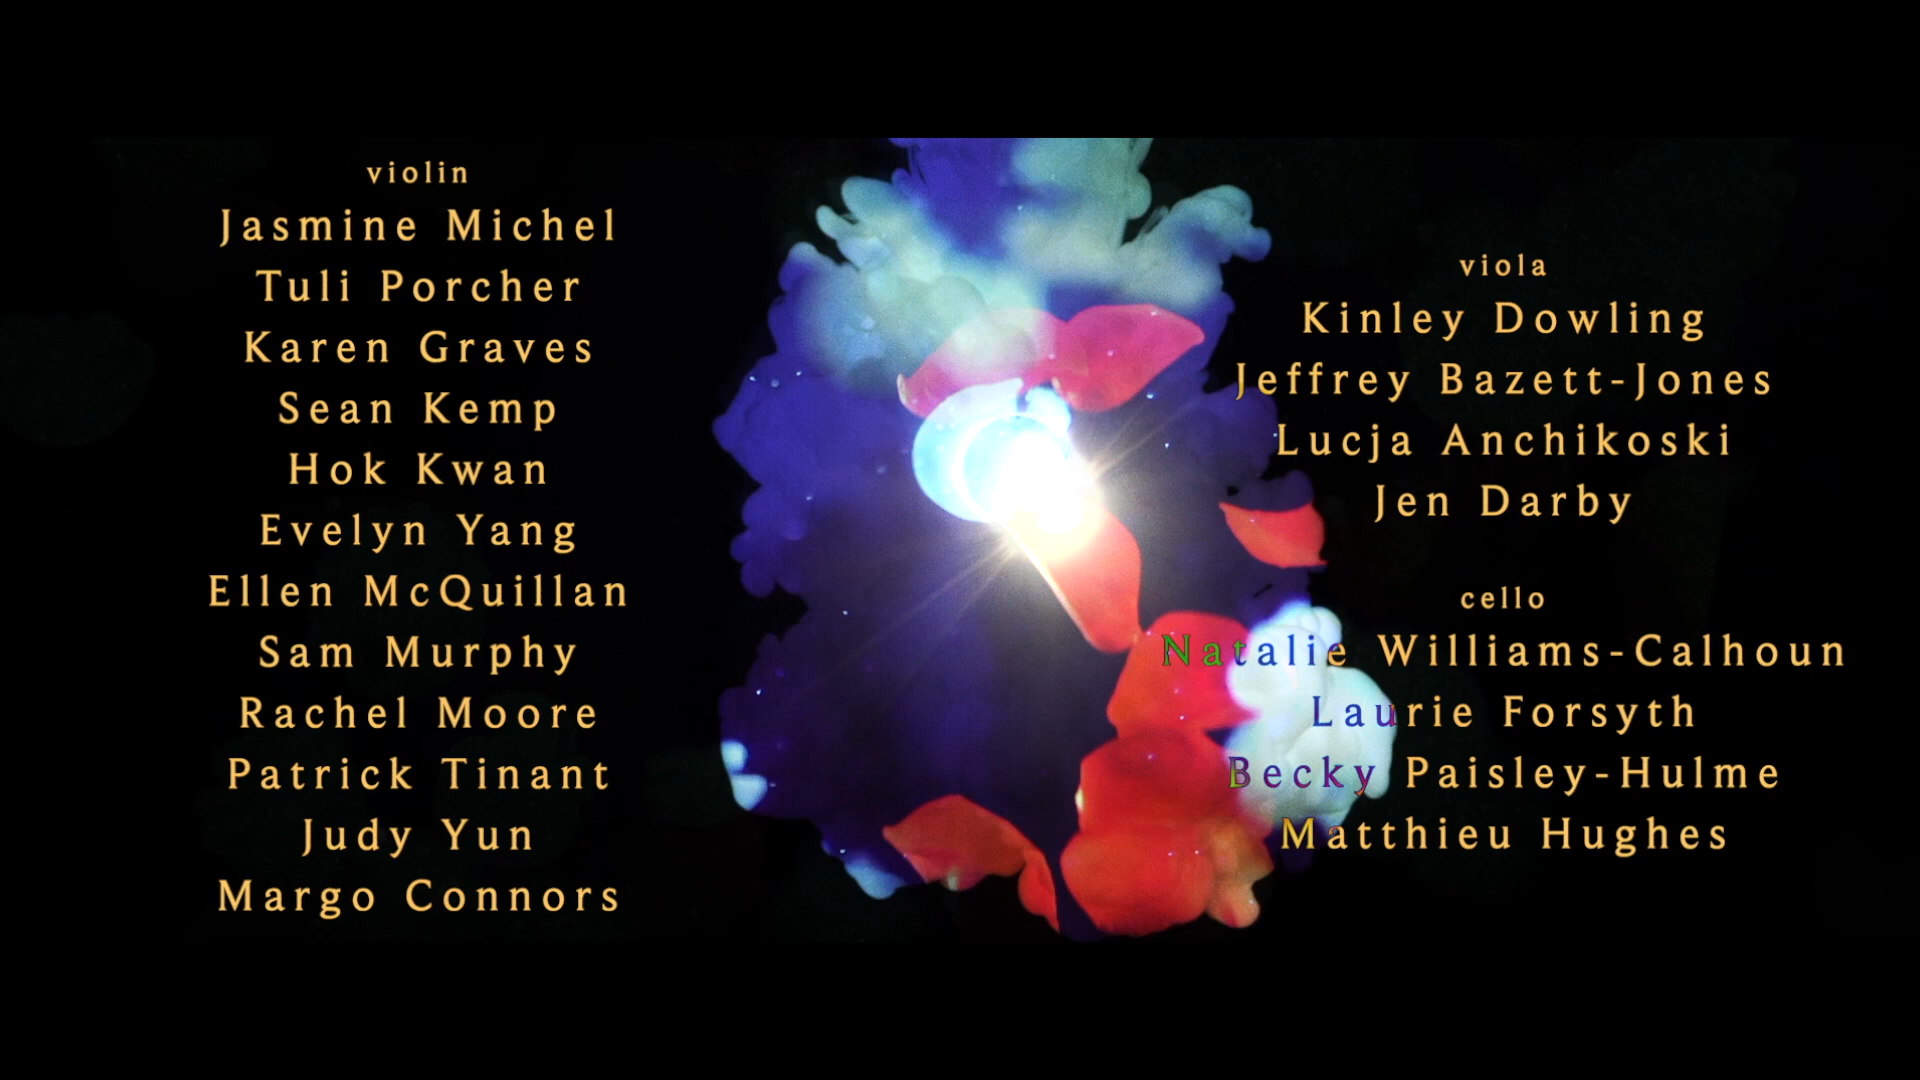 violin
Jasmine Michel
Tuli Porcher
Karen Graves
Sean Kemp
Hok Kwan
Evelyn Yang
Ellen McQuillan
Sam Murphy
Rachel Moore
Patrick Tinant
Judy Yun
Margo Connors
viola
Kinley Dowling
Jeffrey Bazett-Jones
Lucja Anchikoski
Jen Darby
cello
Natalie Williams-Calhoun
Laurie Forsyth
Becky Paisley-Hulme
Matthieu Hughes